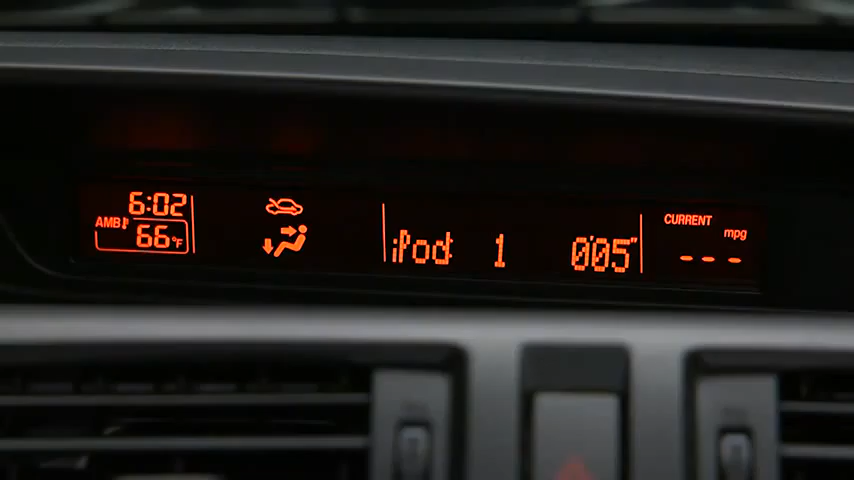 6:02
AMB 66°F
iPod 1 0'05"
CURRENT
mpg
- - -